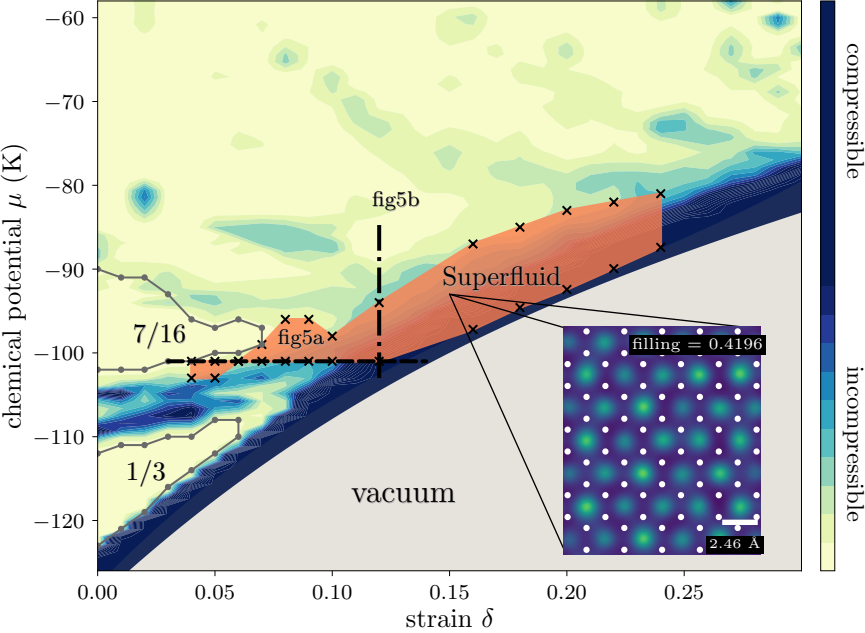 −60
−70
−80
−90
−100
−110
−120
chemical potential μ (K)
0.00
0.05
0.10
0.15
0.20
0.25
strain δ
fig5b
Superfluid
fig5a
7/16
1/3
vacuum
filling = 0.4196
2.46 Å
compressible
incompressible